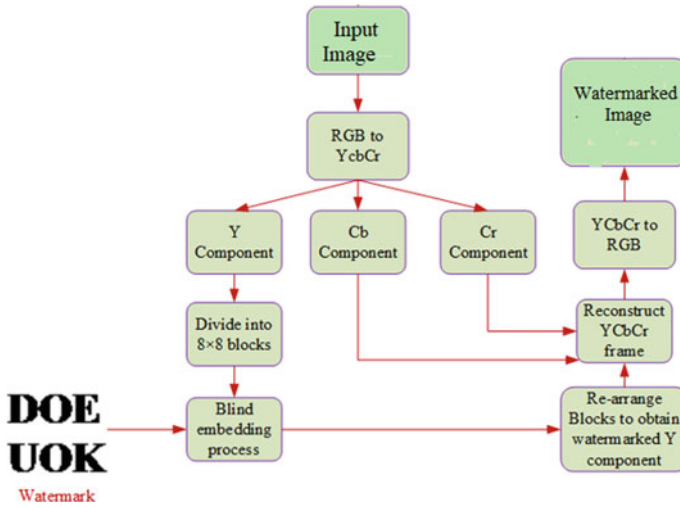 Input
Image
RGB to
YcbCr
Y
Component
Cb
Component
Cr
Component
Divide into
8×8 blocks
DOE
UOK
Watermark
Blind
embedding
process
Re-arrange
Blocks to obtain
watermarked Y
component
Reconstruct
YCbCr
frame
YCbCr to
RGB
Watermarked
Image